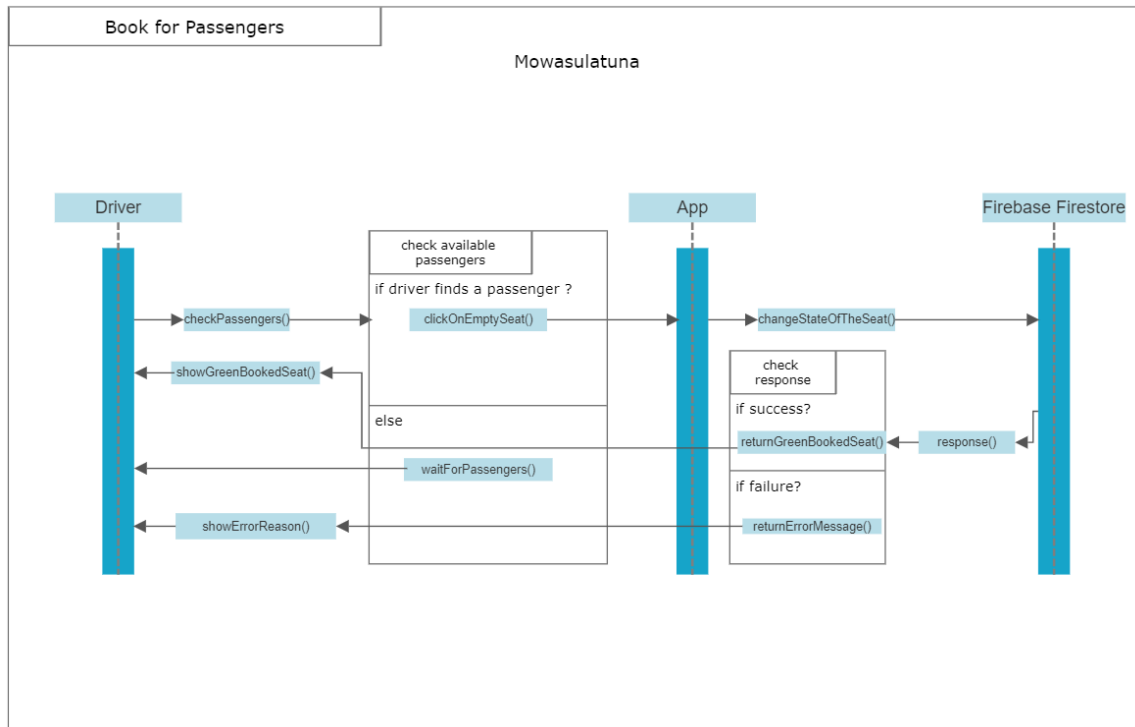 Book for Passengers
Mowasulatuna
Driver
App
Firebase Firestore
check available
passengers
if driver finds a passenger ?
checkPassengers()
clickOnEmptySeat()
changeStateOfTheSeat()
check
response
showGreenBookedSeat()
else
if success?
returnGreenBookedSeat()
response()
waitForPassengers()
if failure?
showErrorReason()
returnErrorMessage()